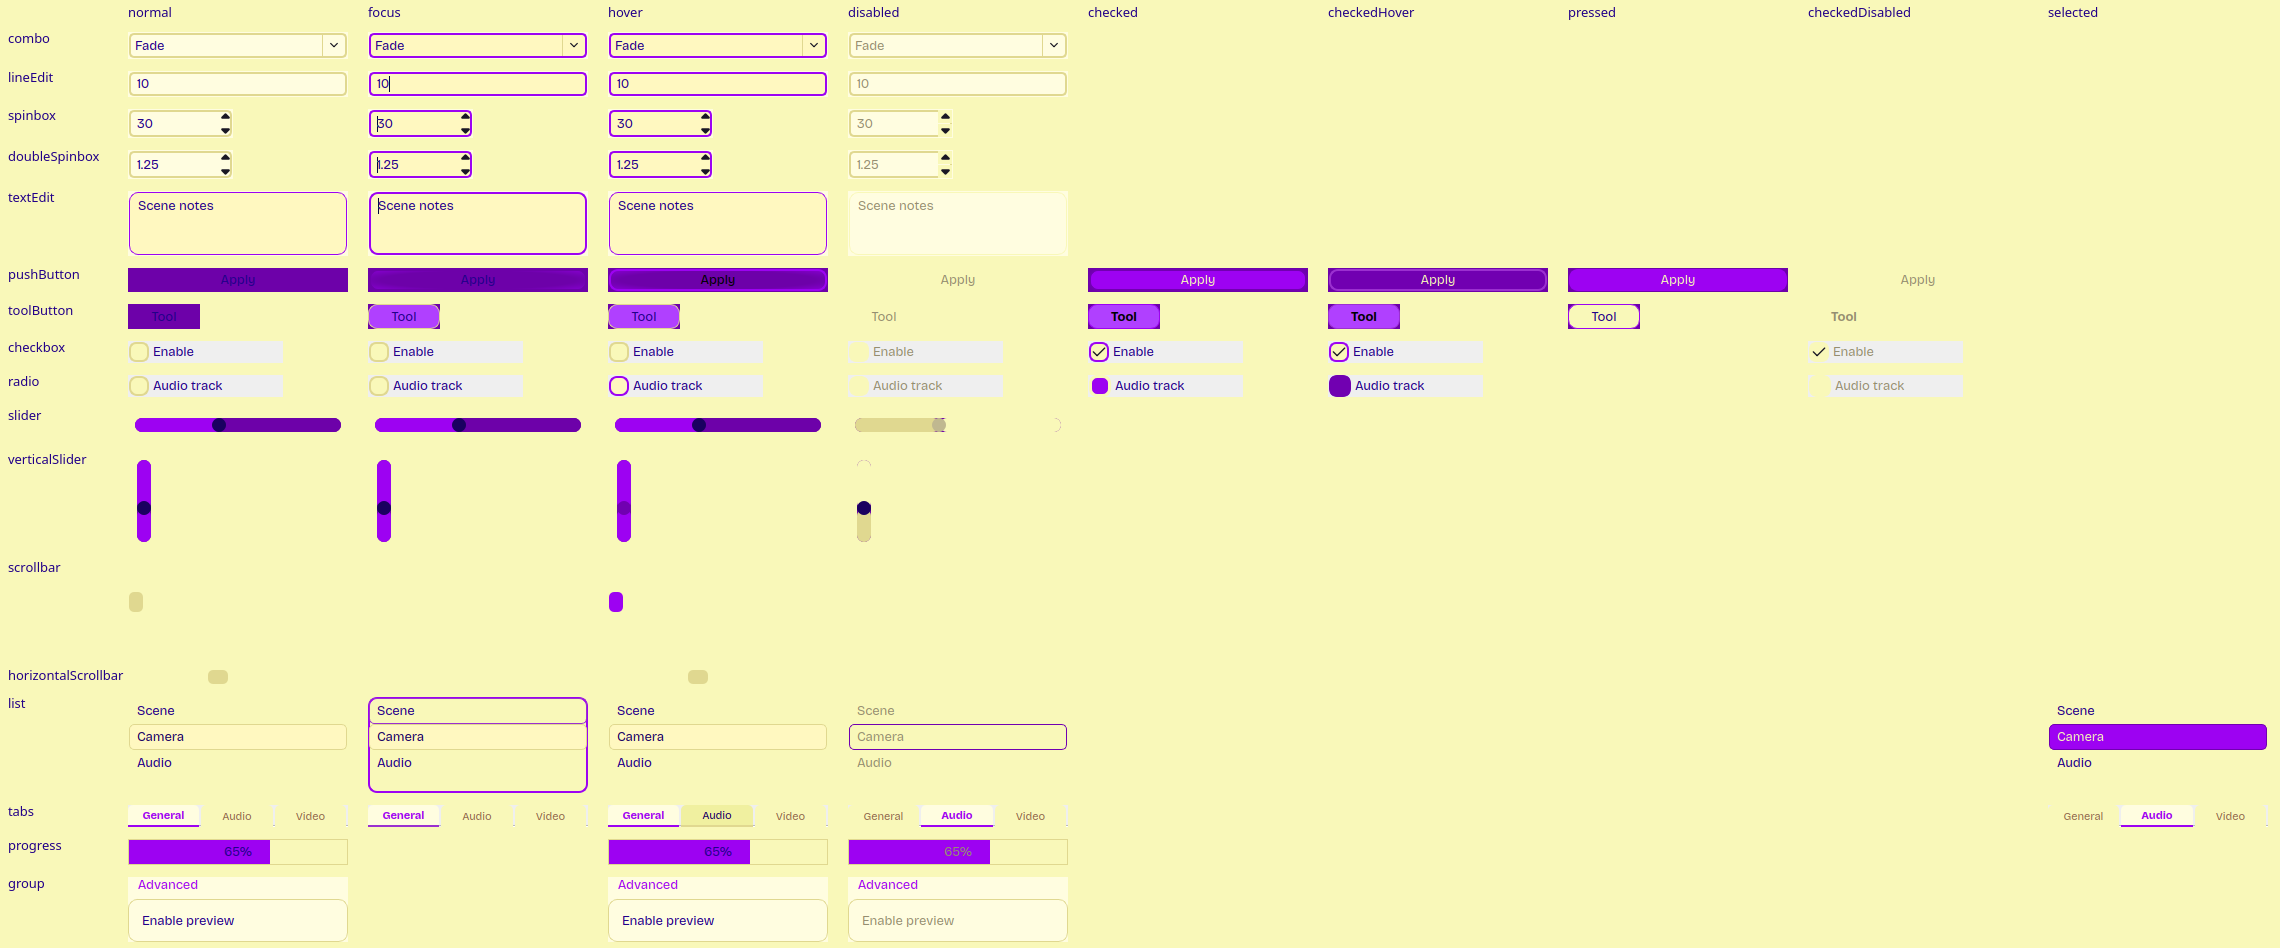 normal focus hover disabled checked checkedHover pressed checkedDisabled selected
combo Fade Fade Fade Fade
lineEdit 10 10 10 10
spinbox 30 30 30 30
doubleSpinbox 1.25 1.25 1.25 1.25
textEdit Scene notes Scene notes Scene notes Scene notes
pushButton Apply Apply Apply Apply Apply Apply Apply Apply
toolButton Tool Tool Tool Tool Tool Tool Tool Tool
checkbox Enable Enable Enable Enable Enable Enable Enable
radio Audio track Audio track Audio track Audio track Audio track Audio track Audio track
slider
verticalSlider
scrollbar
horizontalScrollbar
list Scene Scene Scene Scene Scene
Camera Camera Camera Camera Camera
Audio Audio Audio Audio Audio
tabs General Audio Video General Audio Video General Audio Video General Audio Video General Audio Video
progress 65% 65% 65%
group Advanced Advanced Advanced
Enable preview Enable preview Enable preview